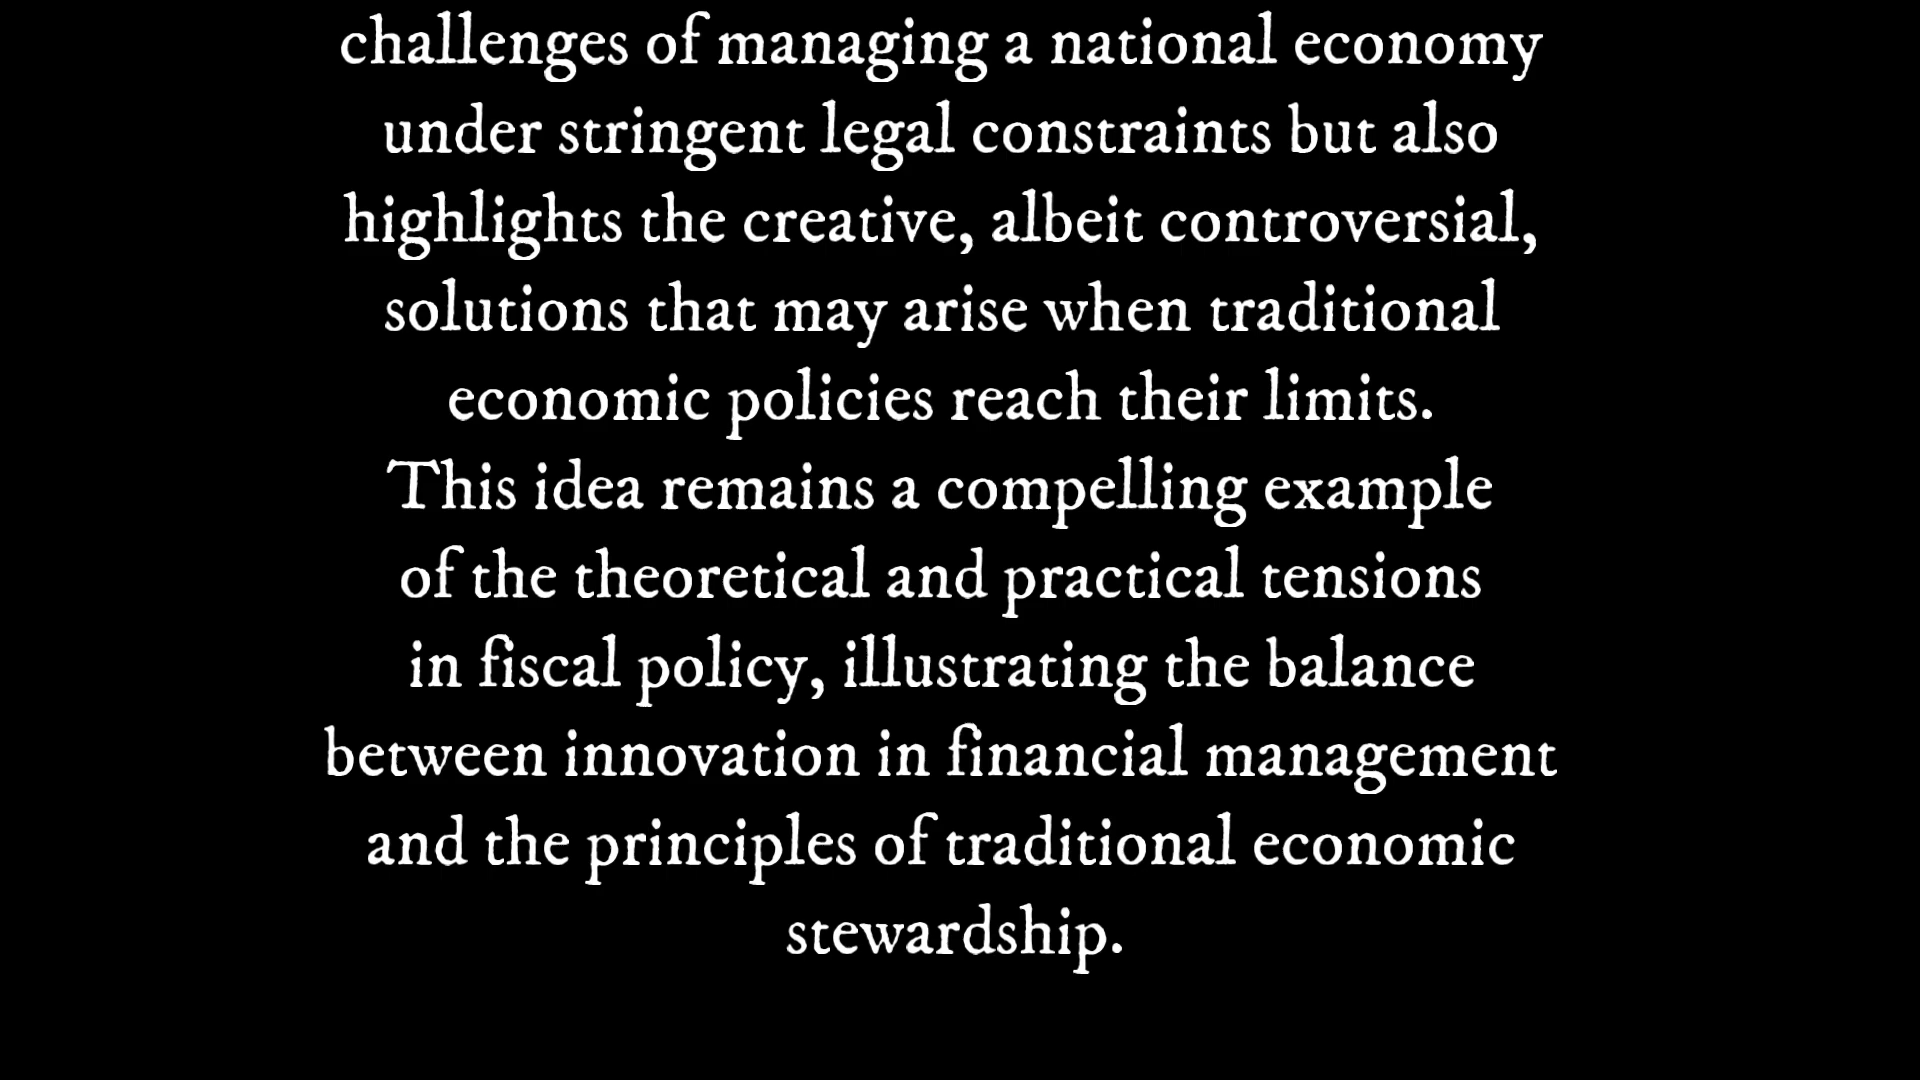 challenges of managing a national economy
under stringent legal constraints but also
highlights the creative, albeit controversial,
solutions that may arise when traditional
economic policies reach their limits.
This idea remains a compelling example
of the theoretical and practical tensions
in fiscal policy, illustrating the balance
between innovation in financial management
and the principles of traditional economic
stewardship.